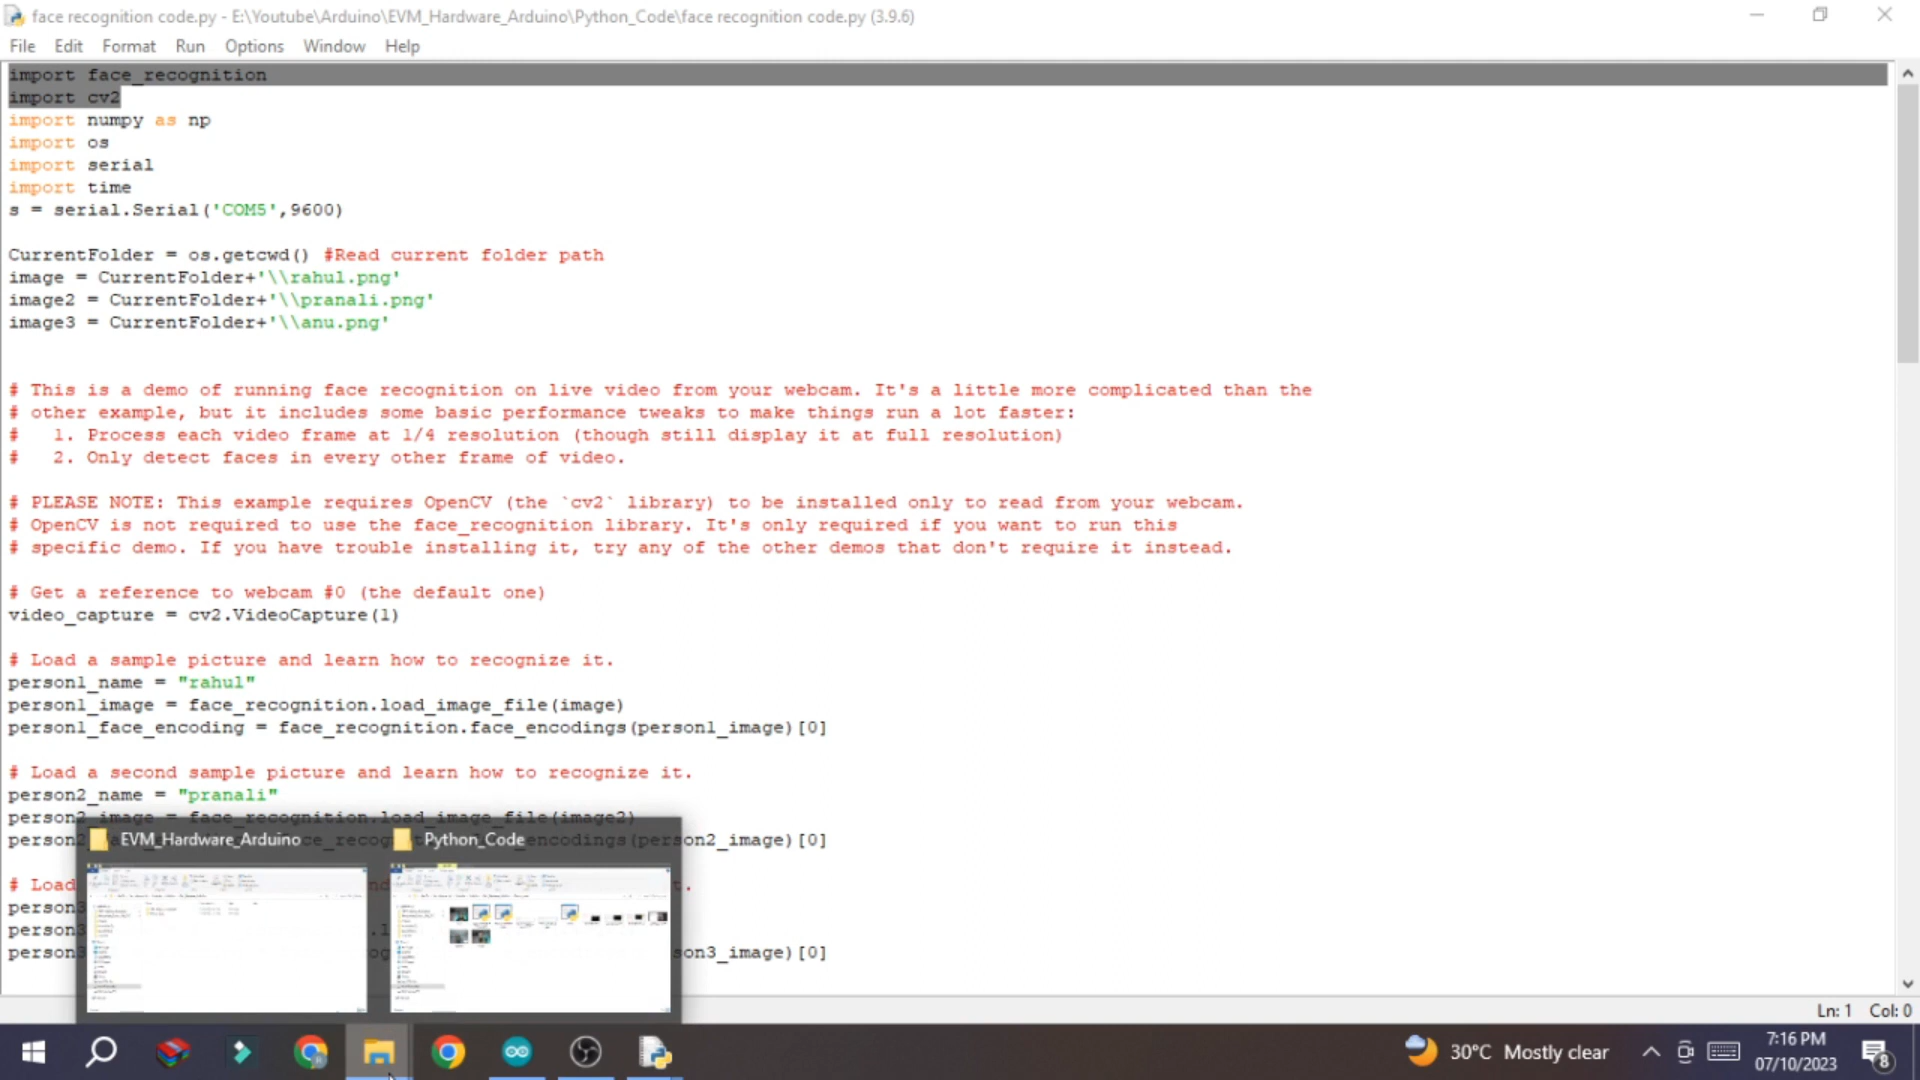 face recognition code.py - E:\Youtube\Arduino\EVM_Hardware_Arduino\Python_Code\face recognition code.py (3.9.6)
File Edit Format Run Options Window Help
import face_recognition
import cv2
import numpy as np
import os
import serial
import time
s = serial.Serial('COM5',9600)
CurrentFolder = os.getcwd() #Read current folder path
image = CurrentFolder+'\\rahul.png'
image2 = CurrentFolder+'\\pranali.png'
image3 = CurrentFolder+'\\anu.png'
# This is a demo of running face recognition on live video from your webcam. It's a little more complicated than the
# other example, but it includes some basic performance tweaks to make things run a lot faster:
#   1. Process each video frame at 1/4 resolution (though still display it at full resolution)
#   2. Only detect faces in every other frame of video.
# PLEASE NOTE: This example requires OpenCV (the `cv2` library) to be installed only to read from your webcam.
# OpenCV is not required to use the face_recognition library. It's only required if you want to run this
# specific demo. If you have trouble installing it, try any of the other demos that don't require it instead.
# Get a reference to webcam #0 (the default one)
video_capture = cv2.VideoCapture(1)
# Load a sample picture and learn how to recognize it.
person1_name = "rahul"
person1_image = face_recognition.load_image_file(image)
person1_face_encoding = face_recognition.face_encodings(person1_image)[0]
# Load a second sample picture and learn how to recognize it.
person2_name = "pranali"
person2_image = face_recognition.load_image_file(image2)
person2 encodings(person2_image)[0]
EVM_Hardware_Arduino Python_Code
# Load t.
person3
person3
person3 son3_image)[0]
Ln: 1 Col: 0
30°C Mostly clear
7:16 PM
07/10/2023
8